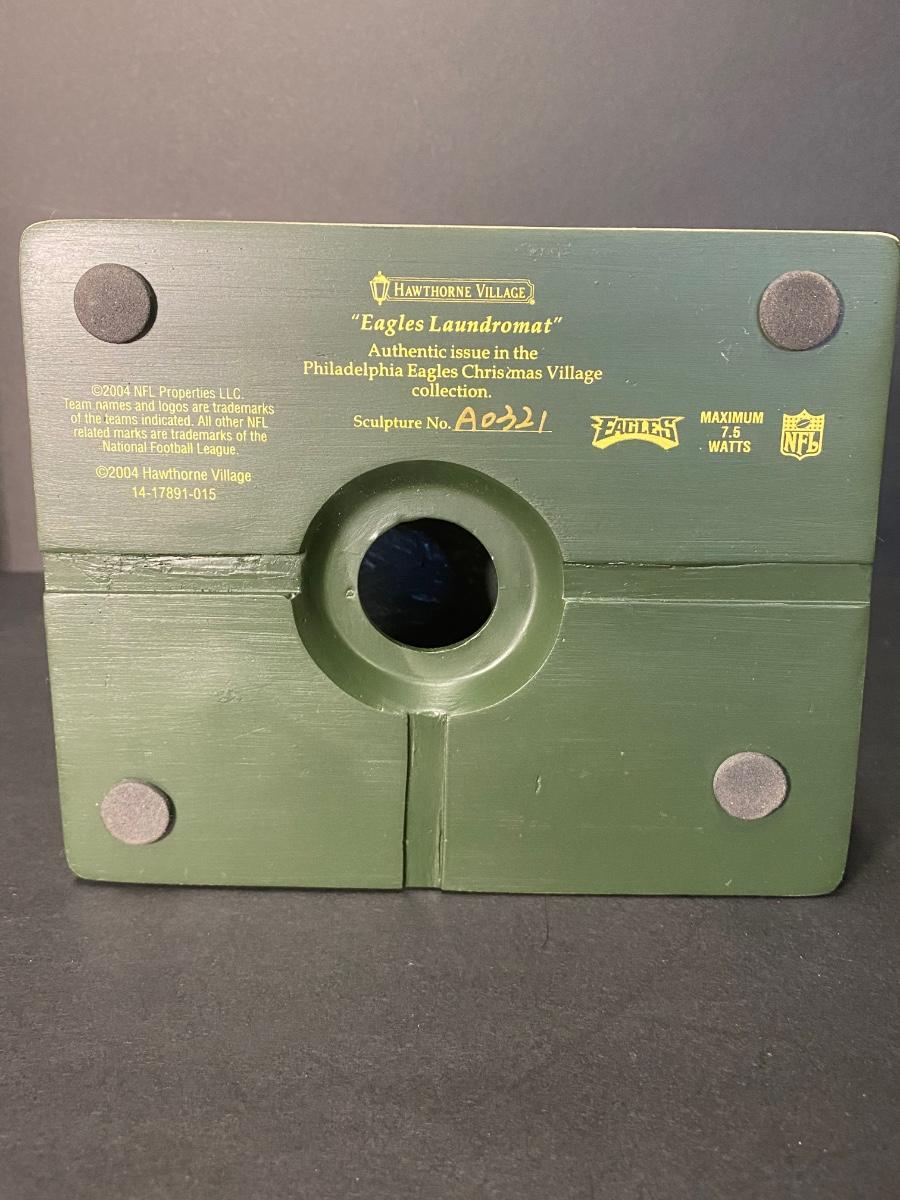 HAWTHORNE VILLAGE
"Eagles Laundromat"
Authentic issue in the
Philadelphia Eagles Christmas Village
collection.
Sculpture No. A0321
©2004 NFL Properties LLC.
Team names and logos are trademarks
of the teams indicated. All other NFL
related marks are trademarks of the
National Football League.
©2004 Hawthorne Village
14-17891-015
EAGLES
MAXIMUM
7.5
WATTS
NFL